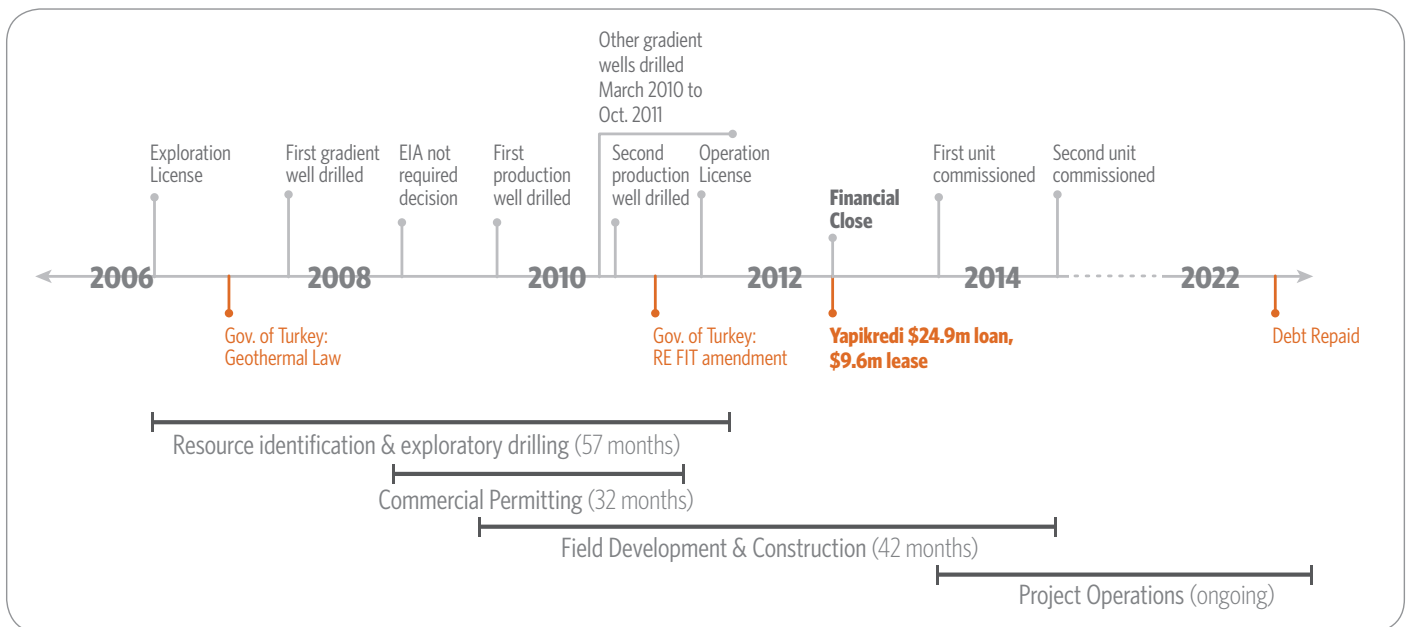 Other gradient
wells drilled
March 2010 to
Oct. 2011
Exploration
License
First gradient
well drilled
EIA not
required
decision
First
production
well drilled
Second
production
well drilled
Operation
License
Financial
Close
First unit
commissioned
Second unit
commissioned
2006
2008
2010
2012
2014
2022
Gov. of Turkey:
Geothermal Law
Gov. of Turkey:
RE FIT amendment
Yapikredi $24.9m loan,
$9.6m lease
Debt Repaid
Resource identification & exploratory drilling (57 months)
Commercial Permitting (32 months)
Field Development & Construction (42 months)
Project Operations (ongoing)